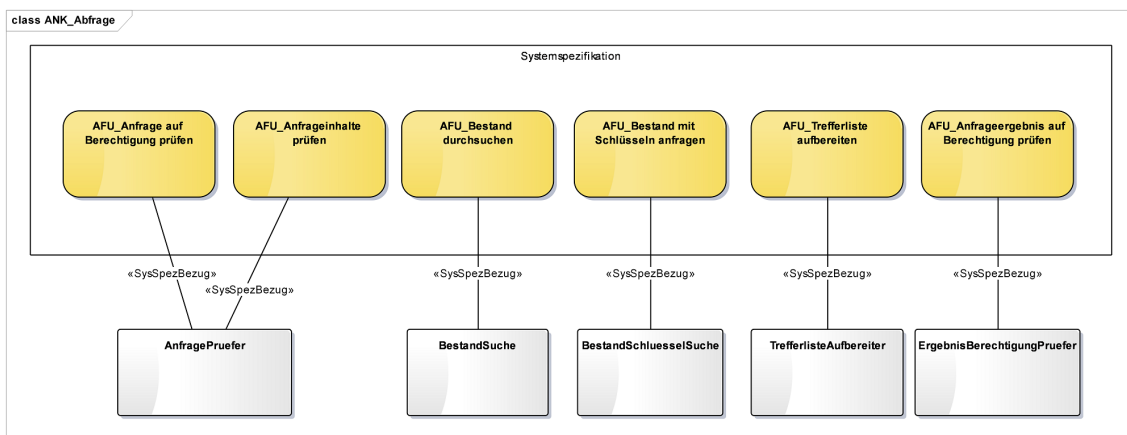 class ANK_Abfrage
Systemspezifikation
AFU_Anfrage auf
Berechtigung prüfen
AFU_Anfrageinhalte
prüfen
AFU_Bestand
durchsuchen
AFU_Bestand mit
Schlüsseln anfragen
AFU_Trefferliste
aufbereiten
AFU_Anfrageergebnis auf
Berechtigung prüfen
«SysSpezBezug»
«SysSpezBezug»
«SysSpezBezug»
«SysSpezBezug»
«SysSpezBezug»
«SysSpezBezug»
AnfragePruefer
BestandSuche
BestandSchluesselSuche
TrefferlisteAufbereiter
ErgebnisBerechtigungPruefer